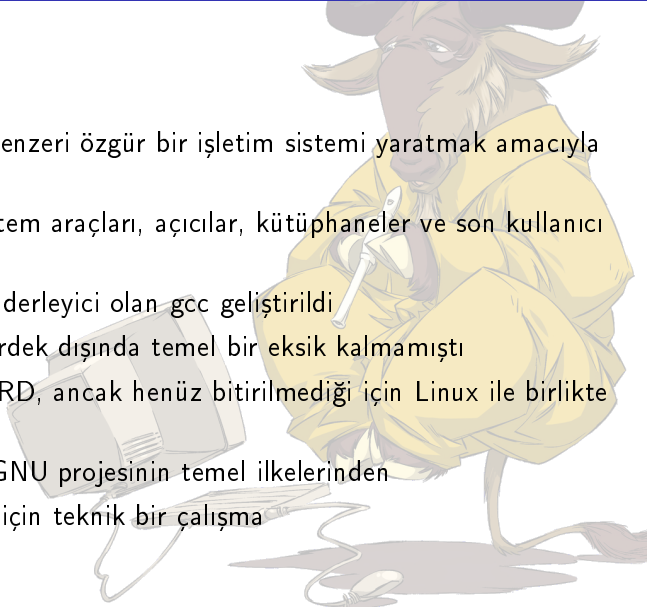 enzeri özgür bir işletim sistemi yaratmak amacıyla
tem araçları, açıcılar, kütüphaneler ve son kullanıcı
derleyici olan gcc geliştirildi
rdek dışında temel bir eksik kalmamıştı
RD, ancak henüz bitirilmediği için Linux ile birlikte
GNU projesinin temel ilkelerinden
için teknik bir çalışma